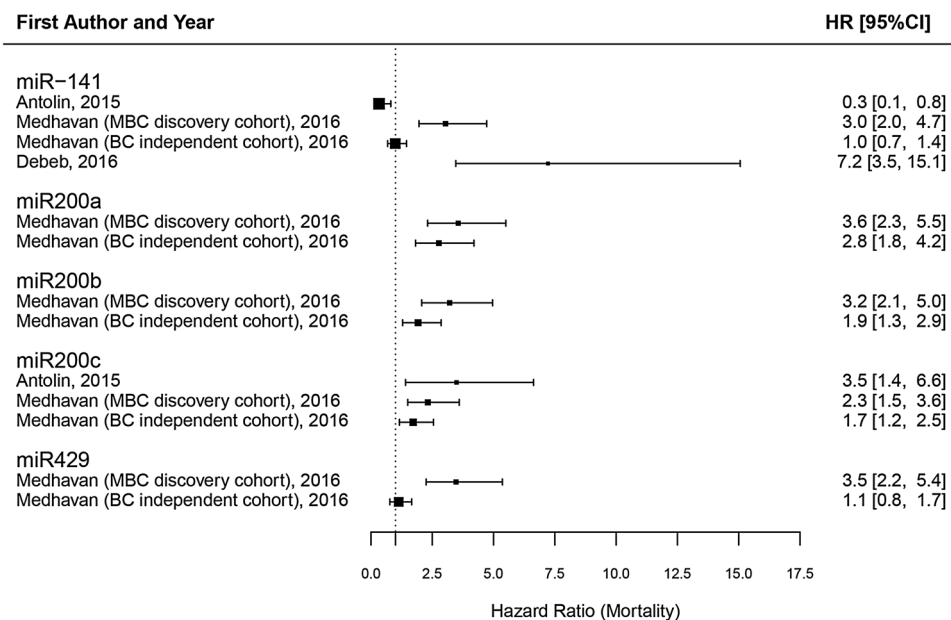 First Author and Year HR [95%CI]
miR−141
Antolin, 2015 0.3 [0.1, 0.8]
Medhavan (MBC discovery cohort), 2016 3.0 [2.0, 4.7]
Medhavan (BC independent cohort), 2016 1.0 [0.7, 1.4]
Debeb, 2016 7.2 [3.5, 15.1]
miR200a
Medhavan (MBC discovery cohort), 2016 3.6 [2.3, 5.5]
Medhavan (BC independent cohort), 2016 2.8 [1.8, 4.2]
miR200b
Medhavan (MBC discovery cohort), 2016 3.2 [2.1, 5.0]
Medhavan (BC independent cohort), 2016 1.9 [1.3, 2.9]
miR200c
Antolin, 2015 3.5 [1.4, 6.6]
Medhavan (MBC discovery cohort), 2016 2.3 [1.5, 3.6]
Medhavan (BC independent cohort), 2016 1.7 [1.2, 2.5]
miR429
Medhavan (MBC discovery cohort), 2016 3.5 [2.2, 5.4]
Medhavan (BC independent cohort), 2016 1.1 [0.8, 1.7]
0.0 2.5 5.0 7.5 10.0 12.5 15.0 17.5
Hazard Ratio (Mortality)